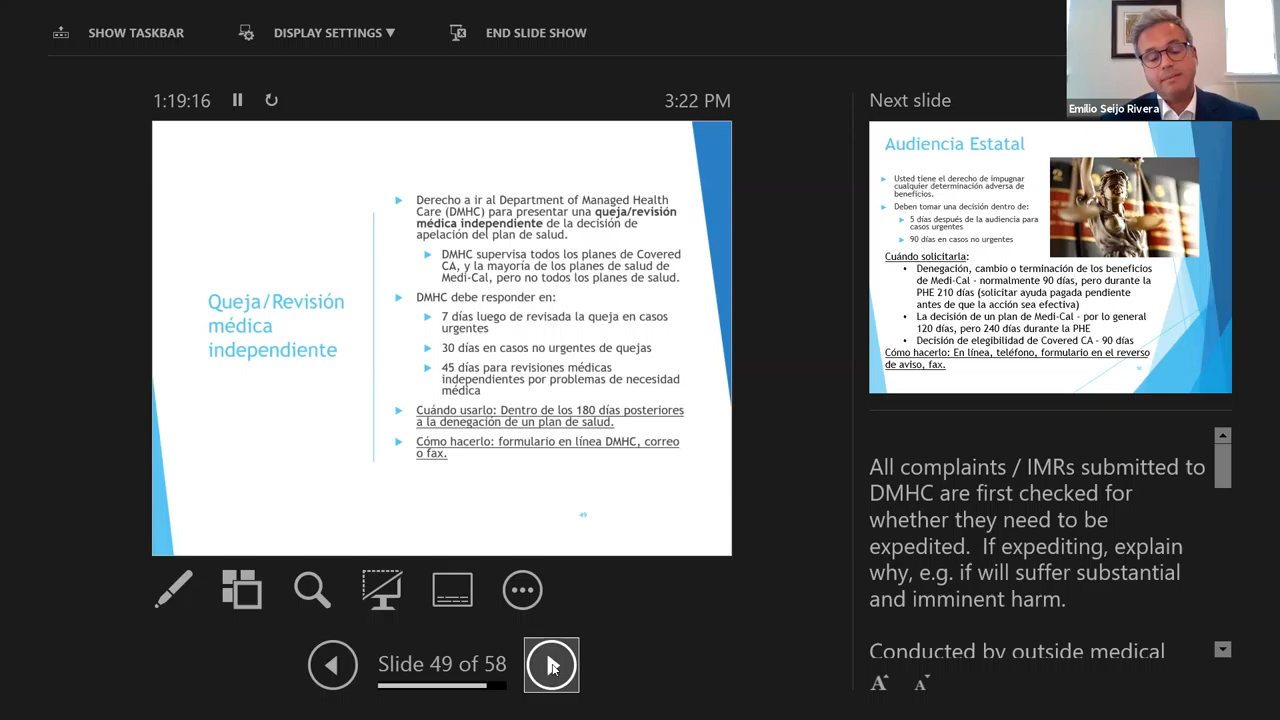 SHOW TASKBAR
DISPLAY SETTINGS ▼
END SLIDE SHOW
Emilio Seijo Rivera
1:19:16
3:22 PM
Queja/Revisión
médica
independiente
Derecho a ir al Department of Managed Health
Care (DMHC) para presentar una queja/revisión
médica independiente de la decisión de
apelación del plan de salud.
DMHC supervisa todos los planes de Covered
CA, y la mayoría de los planes de salud de
Medi-Cal, pero no todos los planes de salud.
DMHC debe responder en:
7 días luego de revisada la queja en casos
urgentes
30 días en casos no urgentes de quejas
45 días para revisiones médicas
independientes por problemas de necesidad
médica
Cuándo usarlo: Dentro de los 180 días posteriores
a la denegación de un plan de salud.
Cómo hacerlo: formulario en línea DMHC, correo
o fax.
49
Slide 49 of 58
Next slide
Audiencia Estatal
Usted tiene el derecho de impugnar
cualquier determinación adversa de
beneficios.
Deben tomar una decisión dentro de:
5 días después de la audiencia para
casos urgentes
90 días en casos no urgentes
Cuándo solicitarla:
• Denegación, cambio o terminación de los beneficios
de Medi-Cal - normalmente 90 días, pero durante la
PHE 210 días (solicitar ayuda pagada pendiente
antes de que la acción sea efectiva)
• La decisión de un plan de Medi-Cal - por lo general
120 días, pero 240 días durante la PHE
• Decisión de elegibilidad de Covered CA - 90 días
Cómo hacerlo: En línea, teléfono, formulario en el reverso
de aviso, fax.
All complaints / IMRs submitted to
DMHC are first checked for
whether they need to be
expedited. If expediting, explain
why, e.g. if will suffer substantial
and imminent harm.
Conducted by outside medical
A A